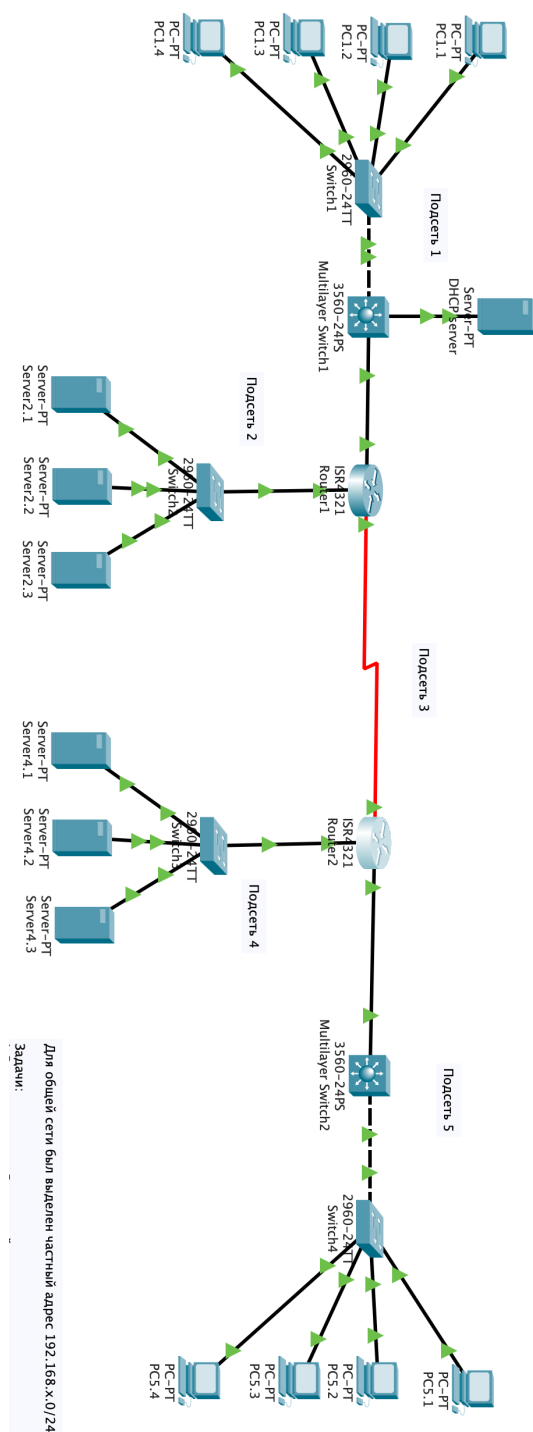 PC-PT
PC1.4
PC-PT
PC1.3
PC-PT
PC1.2
PC-PT
PC1.1
2960-24TT
Switch1
Подсеть 1
3560-24PS
Multilayer Switch1
Server-PT
DHCP server
Server-PT
Server2.1
Server-PT
Server2.2
Server-PT
Server2.3
Подсеть 2
2960-24TT
Switch2
ISR4321
Router1
Подсеть 3
Server-PT
Server4.1
Server-PT
Server4.2
Server-PT
Server4.3
2960-24TT
Switch3
ISR4321
Router2
Подсеть 4
3560-24PS
Multilayer Switch2
Подсеть 5
2960-24TT
Switch4
PC-PT
PC5.4
PC-PT
PC5.3
PC-PT
PC5.2
PC-PT
PC5.1
Для общей сети был выделен частный адрес 192.168.x.0/24
Задачи: